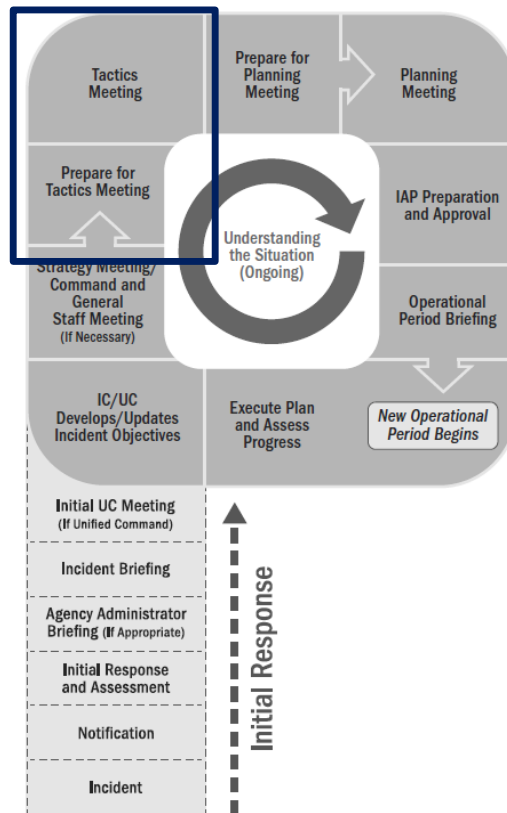 Tactics
Meeting
Prepare for
Planning
Meeting
Planning
Meeting
Prepare for
Tactics Meeting
IAP Preparation
and Approval
Understanding
the Situation
(Ongoing)
Strategy Meeting/
Command and
General
Staff Meeting
(If Necessary)
Operational
Period Briefing
IC/UC
Develops/Updates
Incident Objectives
Execute Plan
and Assess
Progress
New Operational
Period Begins
Initial UC Meeting
(If Unified Command)
Incident Briefing
Agency Administrator
Briefing (If Appropriate)
Initial Response
and Assessment
Notification
Incident
Initial Response